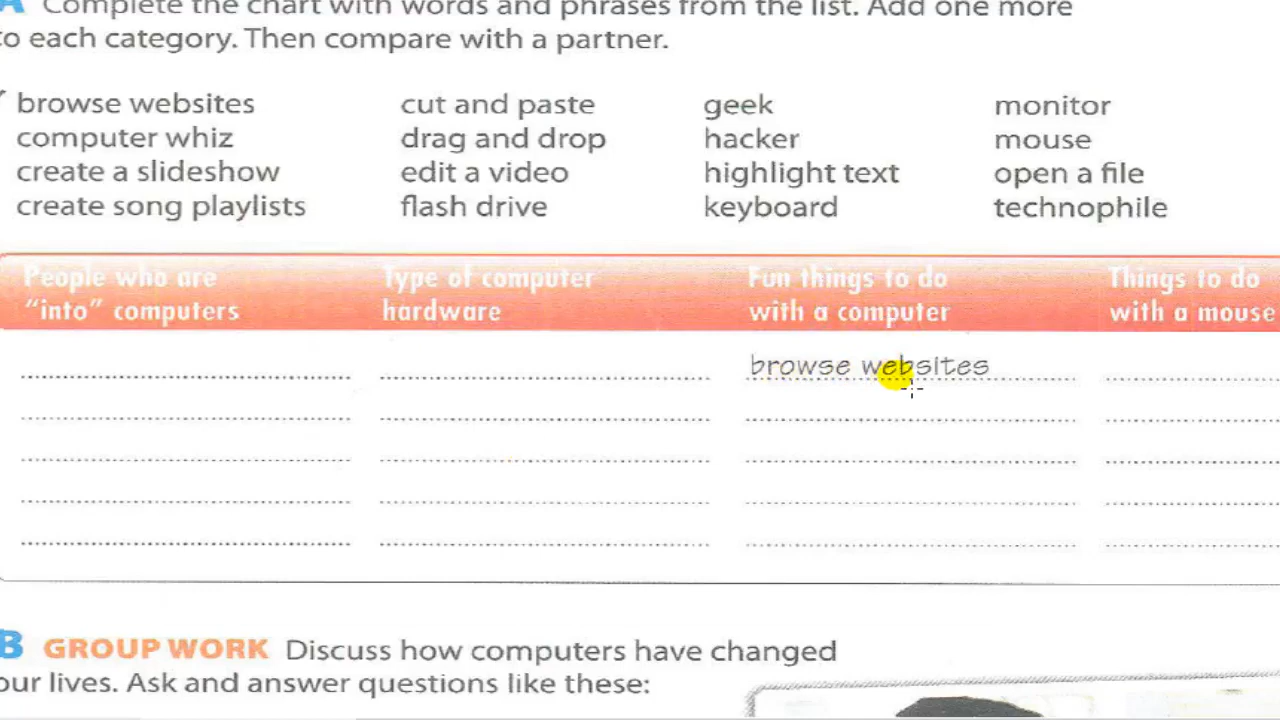 A Complete the chart with words and phrases from the list. Add one more
to each category. Then compare with a partner.
browse websites cut and paste geek monitor
computer whiz drag and drop hacker mouse
create a slideshow edit a video highlight text open a file
create song playlists flash drive keyboard technophile
People who are Type of computer Fun things to do Things to do
"into" computers hardware with a computer with a mouse
browse websites
B GROUP WORK Discuss how computers have changed
our lives. Ask and answer questions like these: